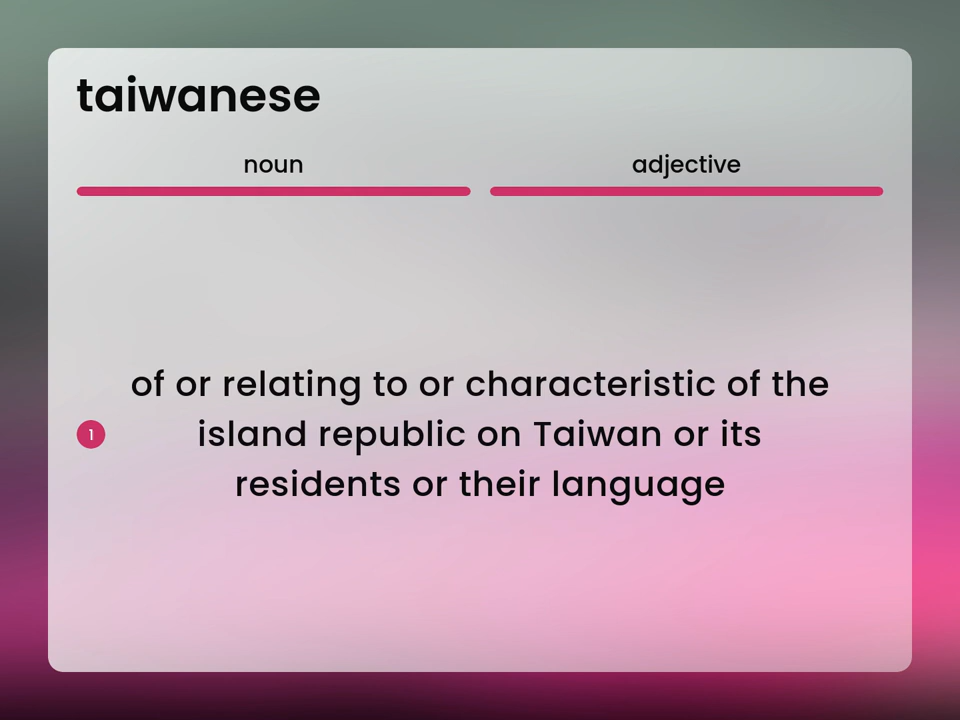 taiwanese
noun
adjective
of or relating to or characteristic of the
1
island republic on Taiwan or its
residents or their language